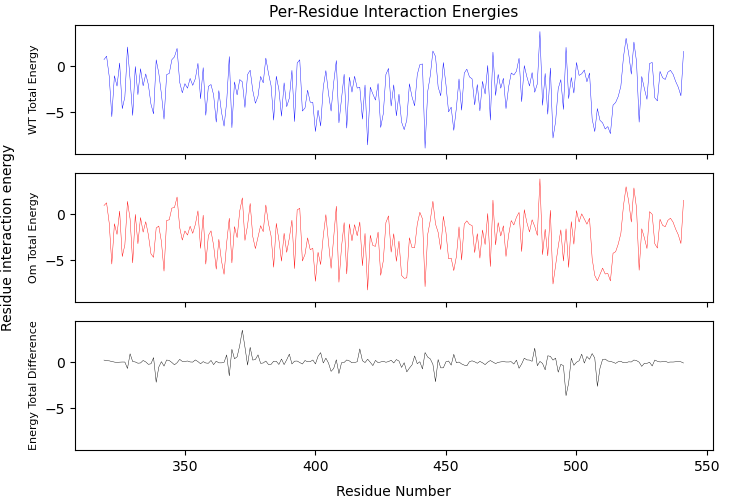 Per-Residue Interaction Energies
Residue interaction energy
WT Total Energy
0
−5
Om Total Energy
0
−5
Energy Total Difference
0
−5
350
400
450
500
550
Residue Number